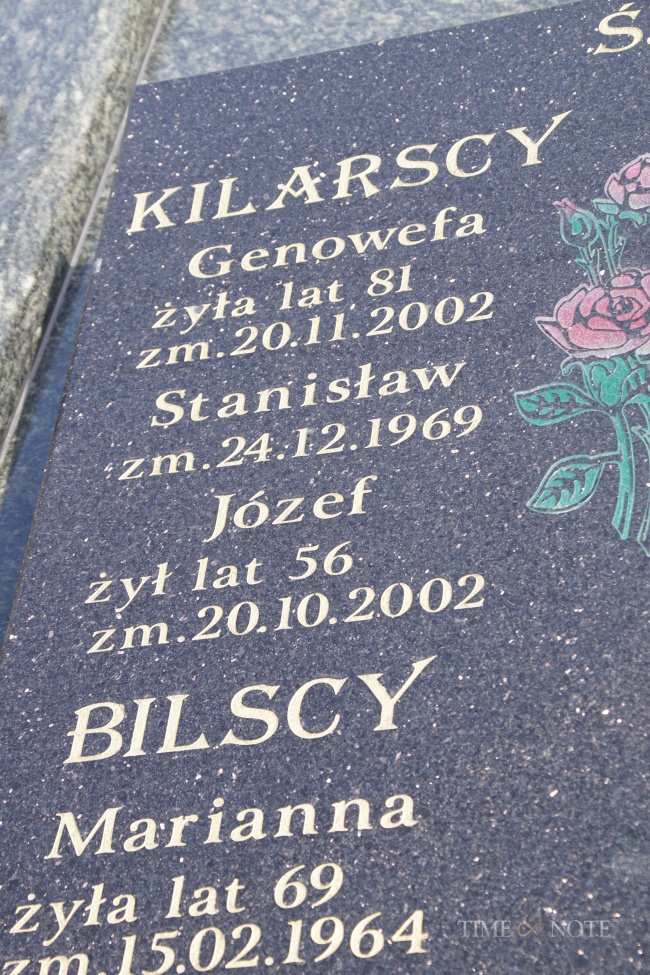 Ś.
KILARSCY
Genowefa
żyła lat 81
zm.20.11.2002
Stanisław
zm.24.12.1969
Józef
żył lat 56
zm.20.10.2002
BILSCY
Marianna
żyła lat 69
zm.15.02.1964
TIME NOTE